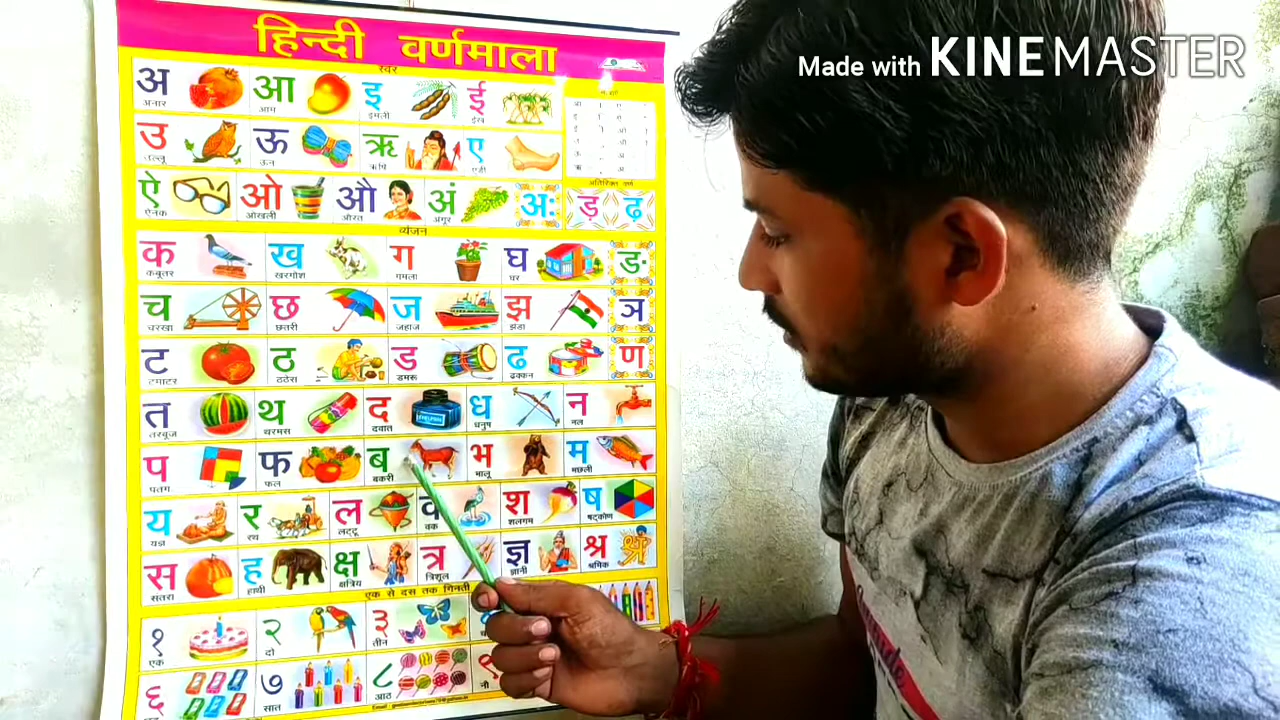 Made with KINEMASTER
हिन्दी वर्णमाला
स्वर
अ आ इ ई
अनार आम इमली ईख
उ ऊ ऋ ए
उल्लू ऊन ऋषि एड़ी
अतिरिक्त वर्ण
ऐ ओ औ अं अः ड़ ढ़
ऐनक ओखली औरत अंगूर
व्यंजन
क ख ग घ ङ
कबूतर खरगोश गमला घर
च छ ज झ ञ
चरखा छतरी जहाज झंडा
ट ठ ड ढ ण
टमाटर ठठेरा डमरू ढक्कन
त थ द ध न
तरबूज थरमस दवात धनुष नल
प फ ब भ म
पतंग फल बकरी भालू मछली
य र ल व श ष
यज्ञ रथ लट्टू वक शलगम षट्कोण
स ह क्ष त्र ज्ञ श्र
संतरा हाथी क्षत्रिय त्रिशूल ज्ञानी श्रमिक
एक से दस तक गिनती
१ २ ३
एक दो तीन
६ ७ ८ ९
सात आठ नौ